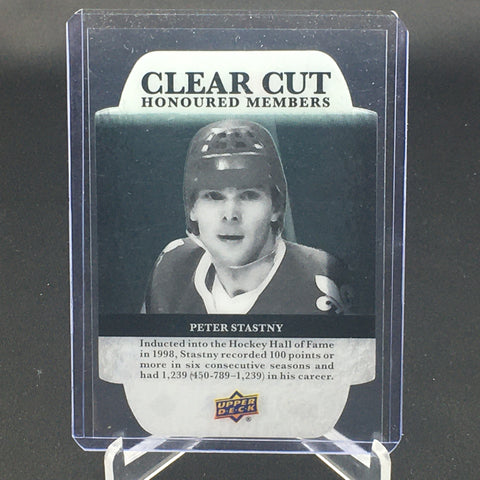 CLEAR CUT
HONOURED MEMBERS
PETER STASTNY
Inducted into the Hockey Hall of Fame
in 1998, Stastny recorded 100 points or
more in six consecutive seasons and
had 1,239 (450-789–1,239) in his career.
UPPER
DECK
®